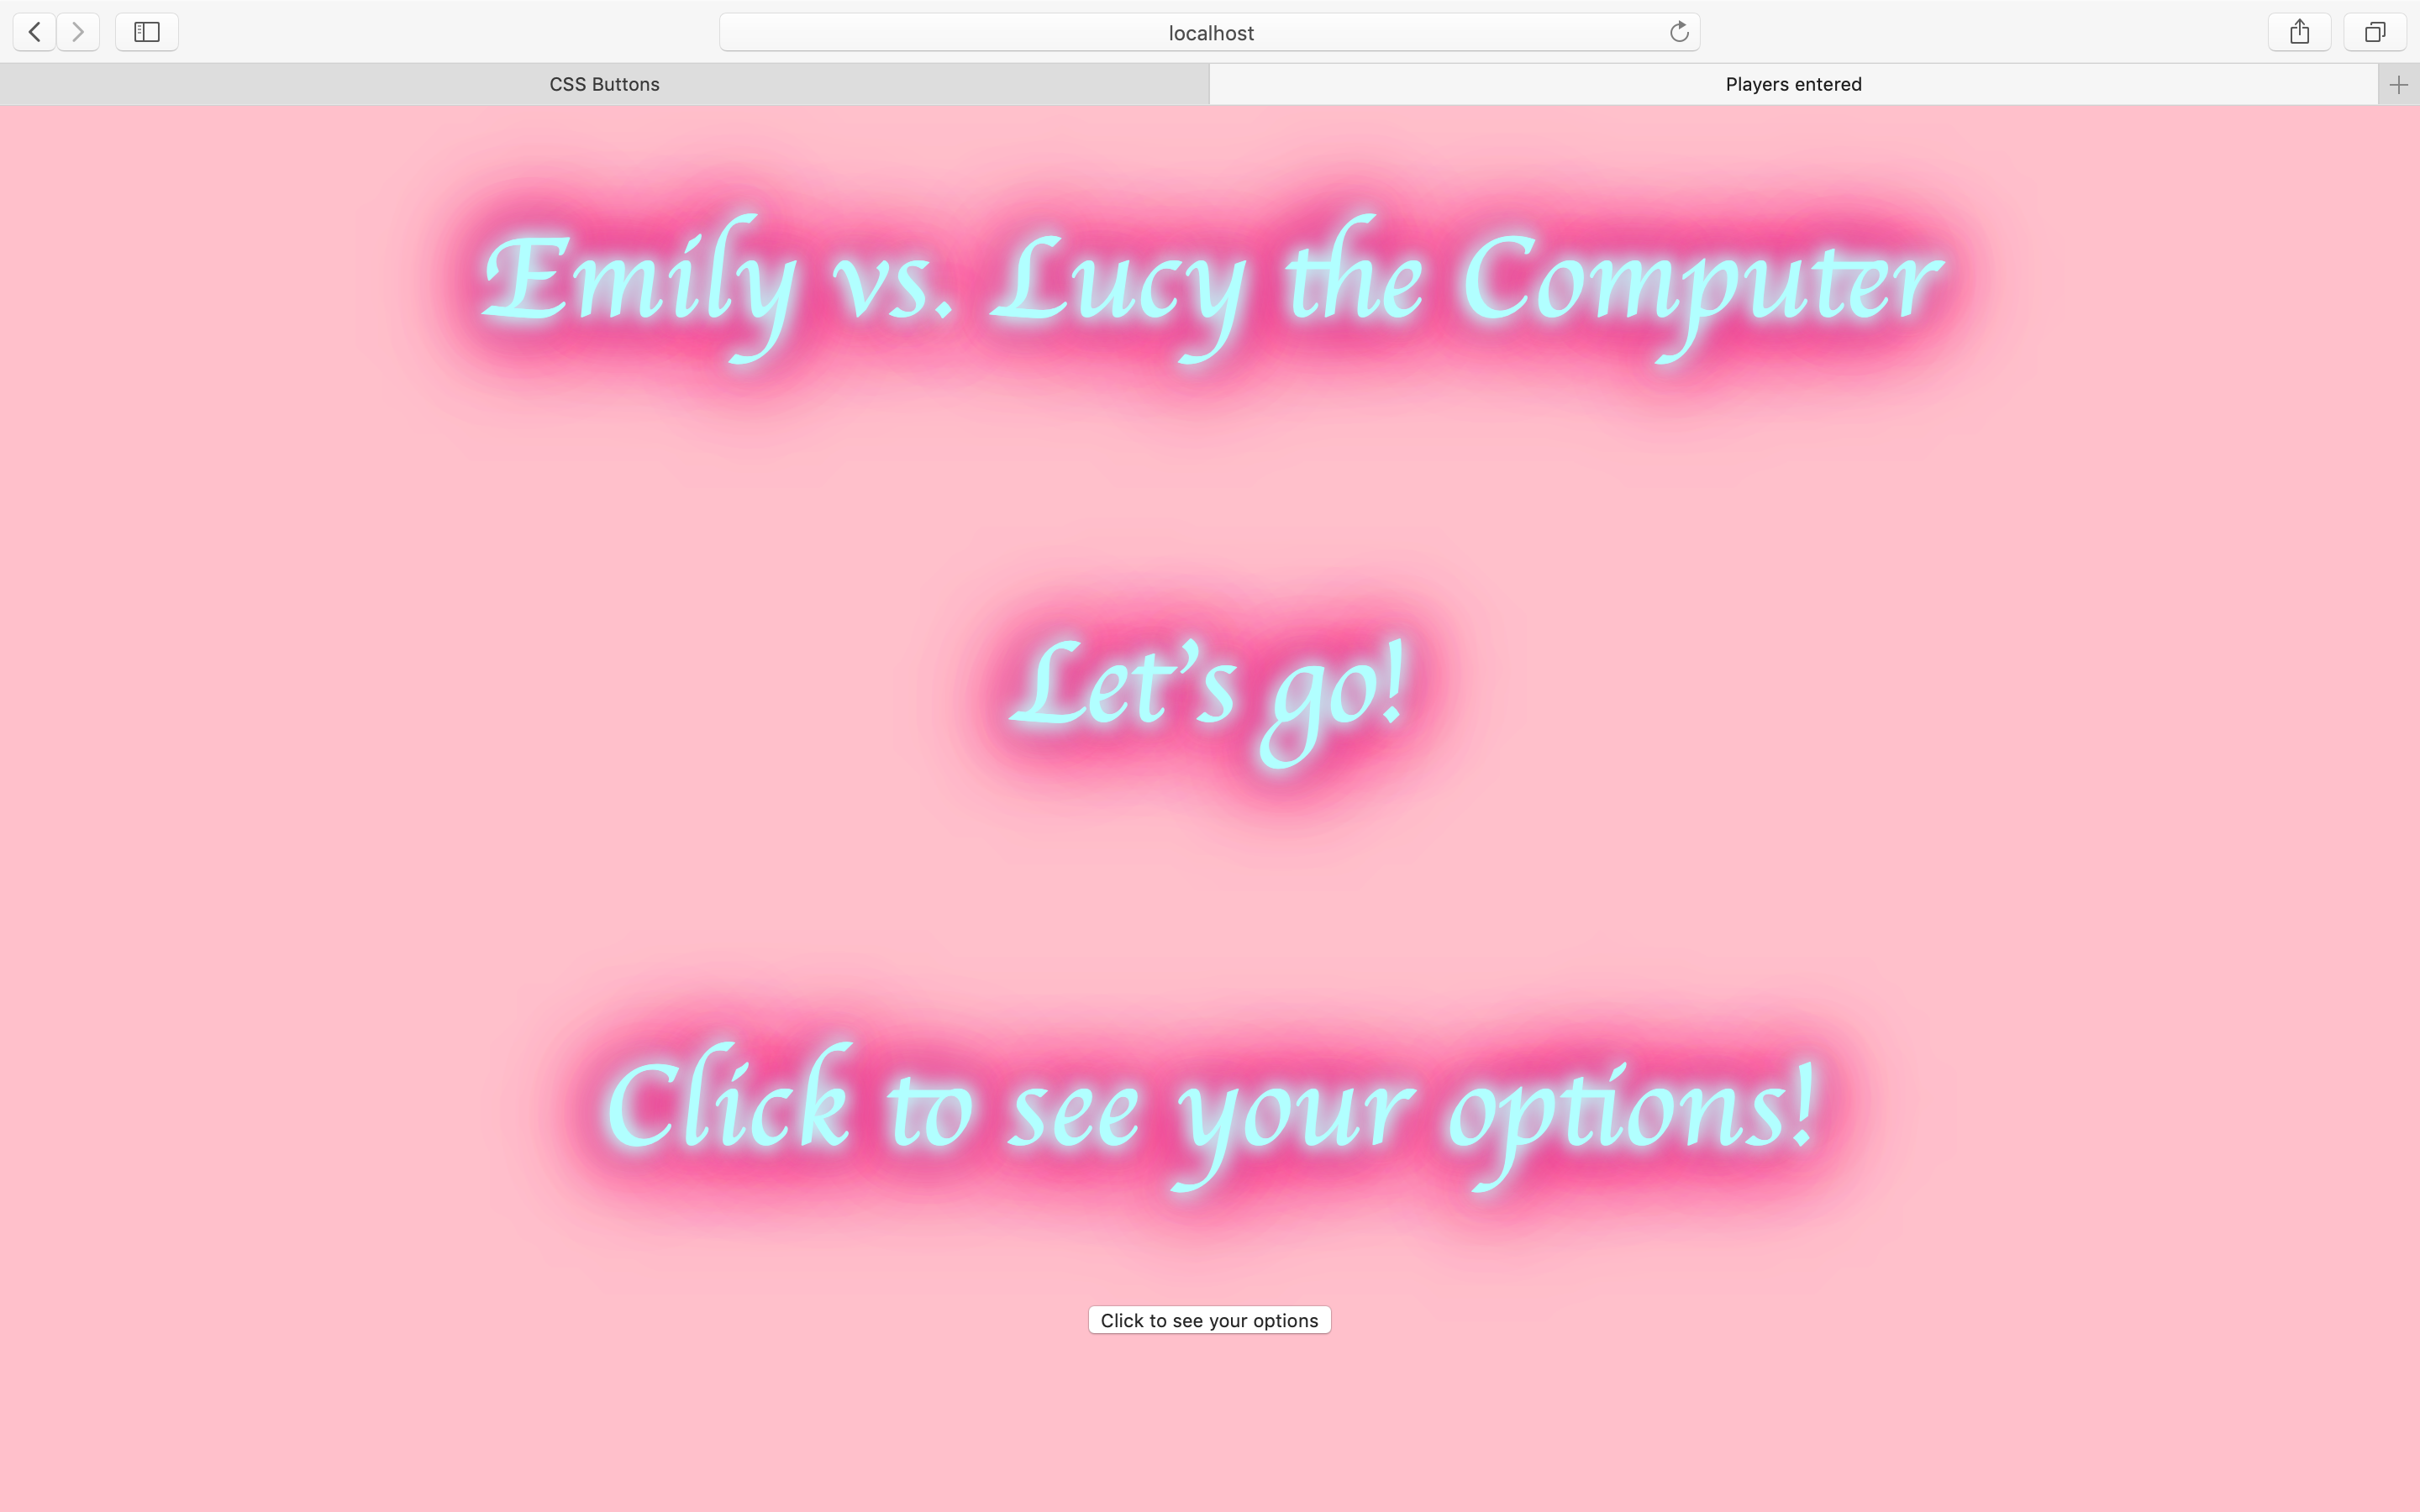 localhost
CSS Buttons
Players entered
Emily vs. Lucy the Computer
Let's go!
Click to see your options!
Click to see your options